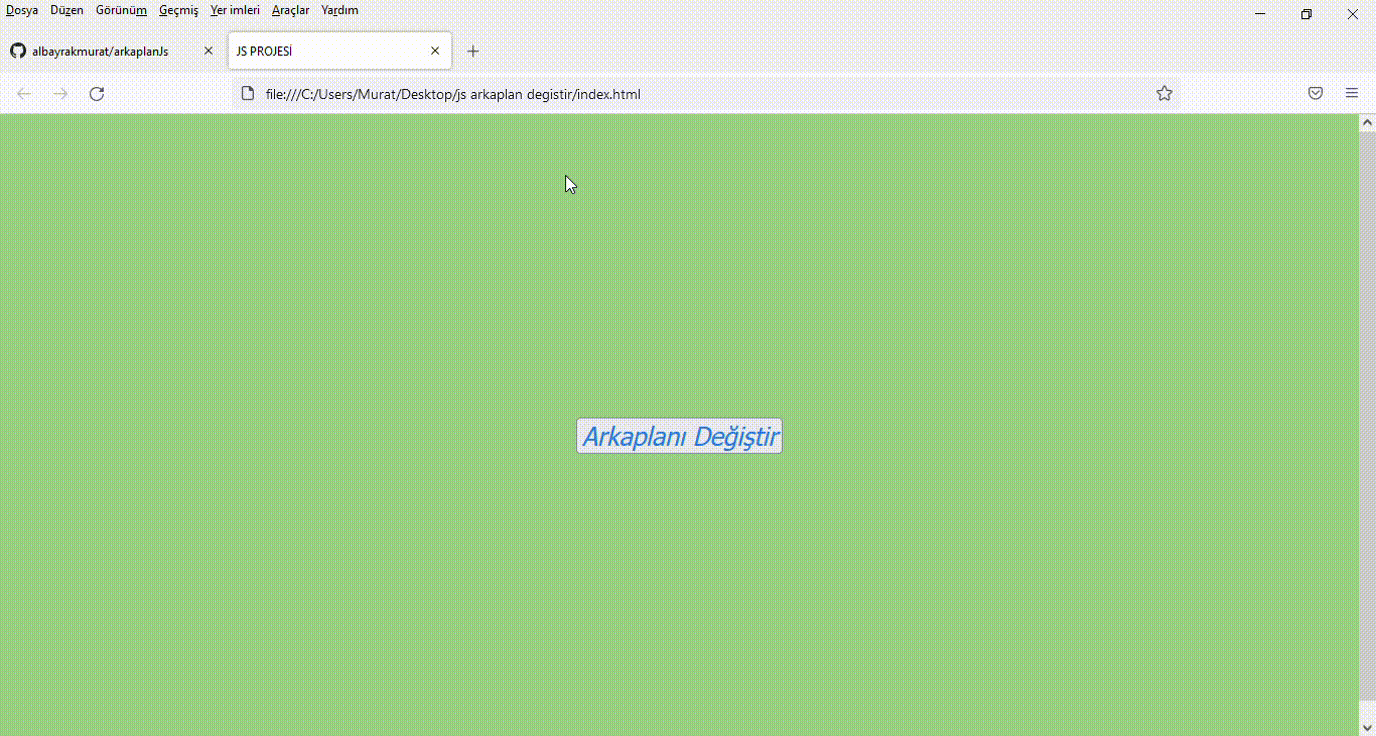 Dosya Düzen Görünüm Geçmiş Yer imleri Araçlar Yardım
albayrakmurat/arkaplanJs JS PROJESİ
file:///C:/Users/Murat/Desktop/js arkaplan degistir/index.html
Arkaplanı Değiştir